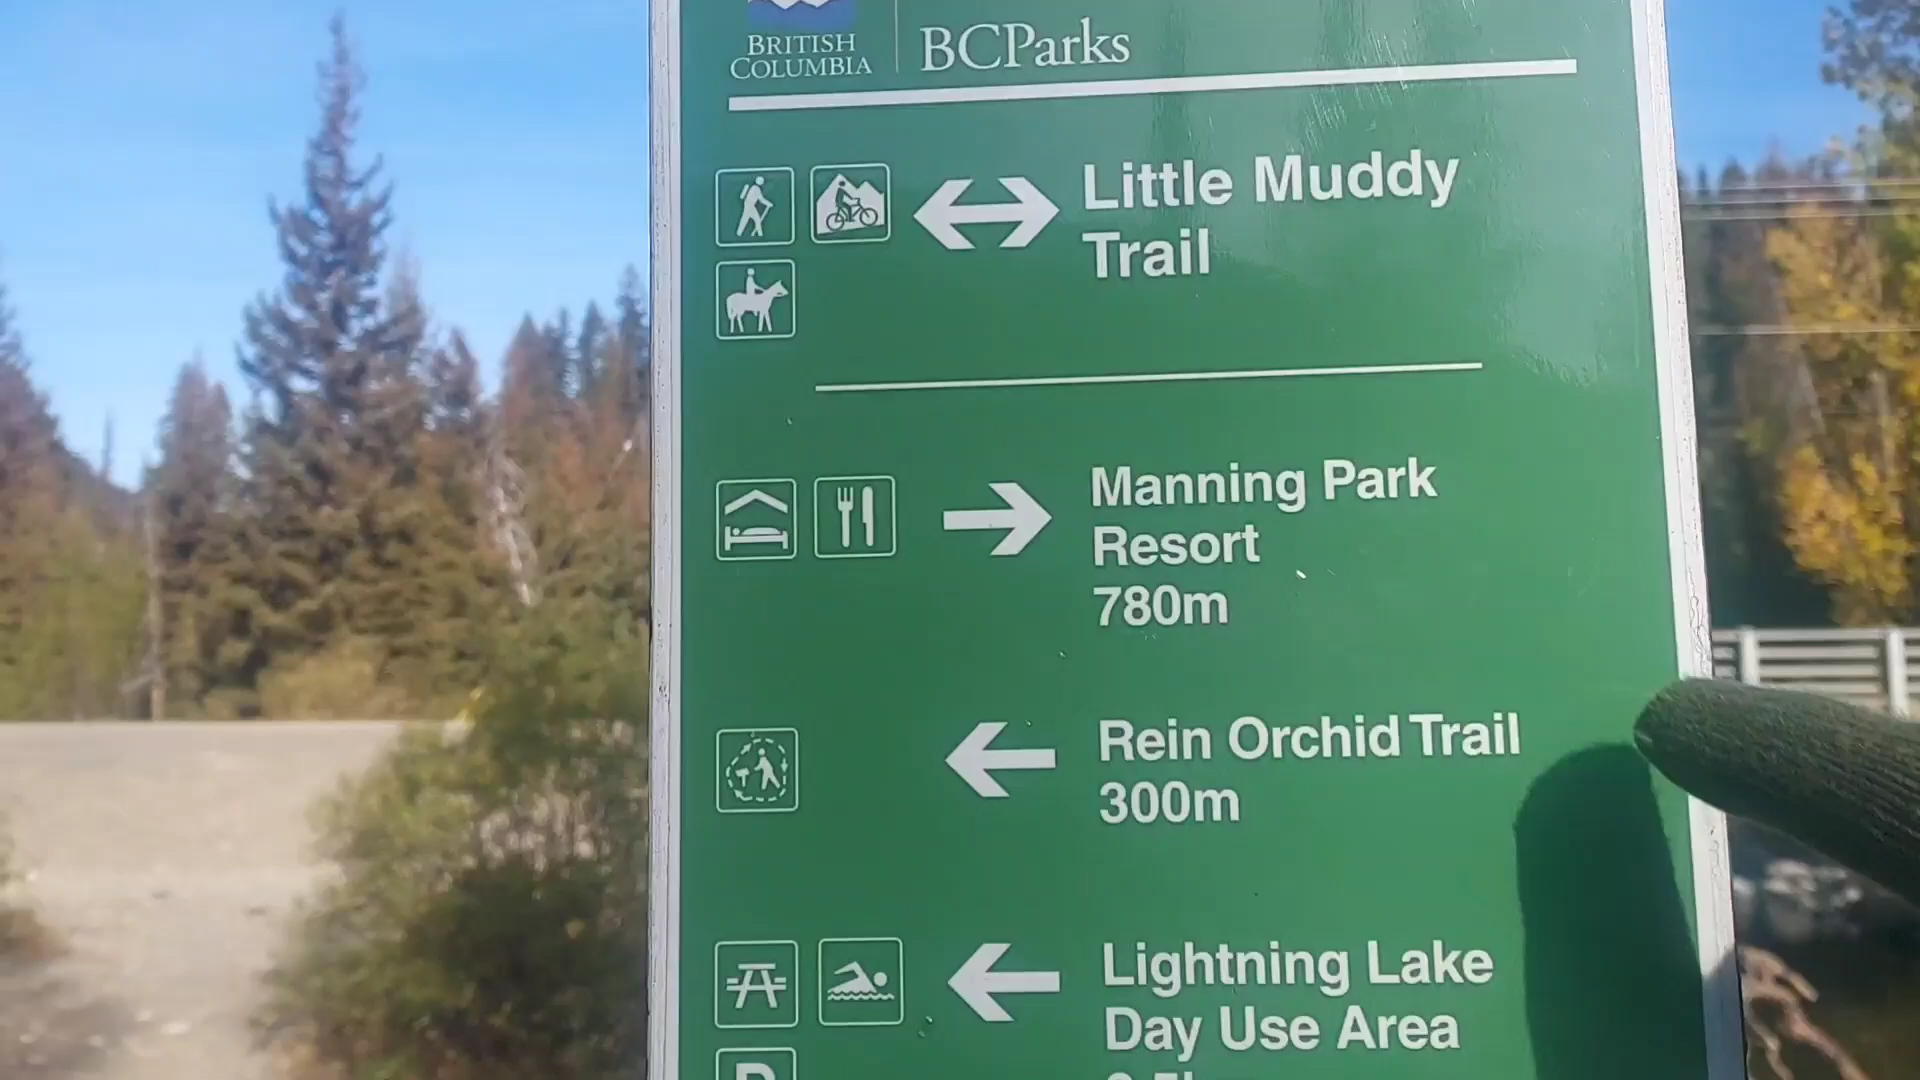 BRITISH
COLUMBIA
BCParks
Little Muddy
Trail
Manning Park
Resort
780m
Rein Orchid Trail
300m
Lightning Lake
Day Use Area